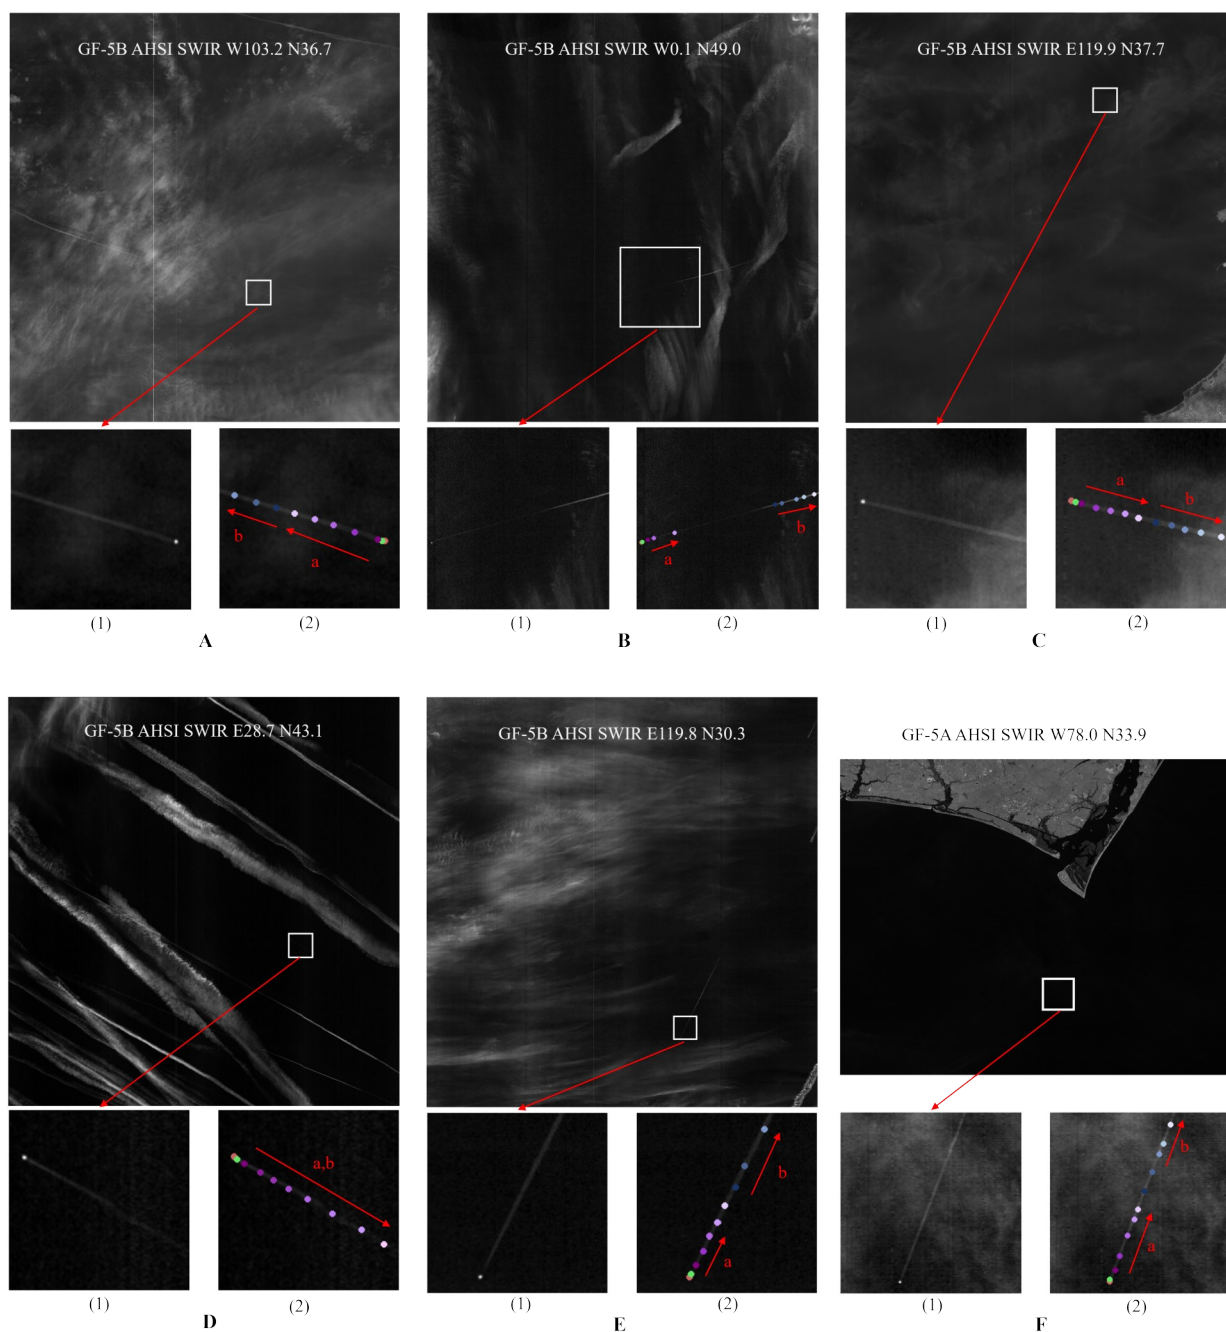 GF-5B AHSI SWIR W103.2 N36.7
GF-5B AHSI SWIR W0.1 N49.0
GF-5B AHSI SWIR E119.9 N37.7
b
a
a
b
a
b
(1)
(2)
(1)
(2)
(1)
(2)
A
B
C
GF-5B AHSI SWIR E28.7 N43.1
GF-5B AHSI SWIR E119.8 N30.3
GF-5A AHSI SWIR W78.0 N33.9
a,b
b
a
b
a
(1)
(2)
(1)
(2)
(1)
(2)
D
E
F